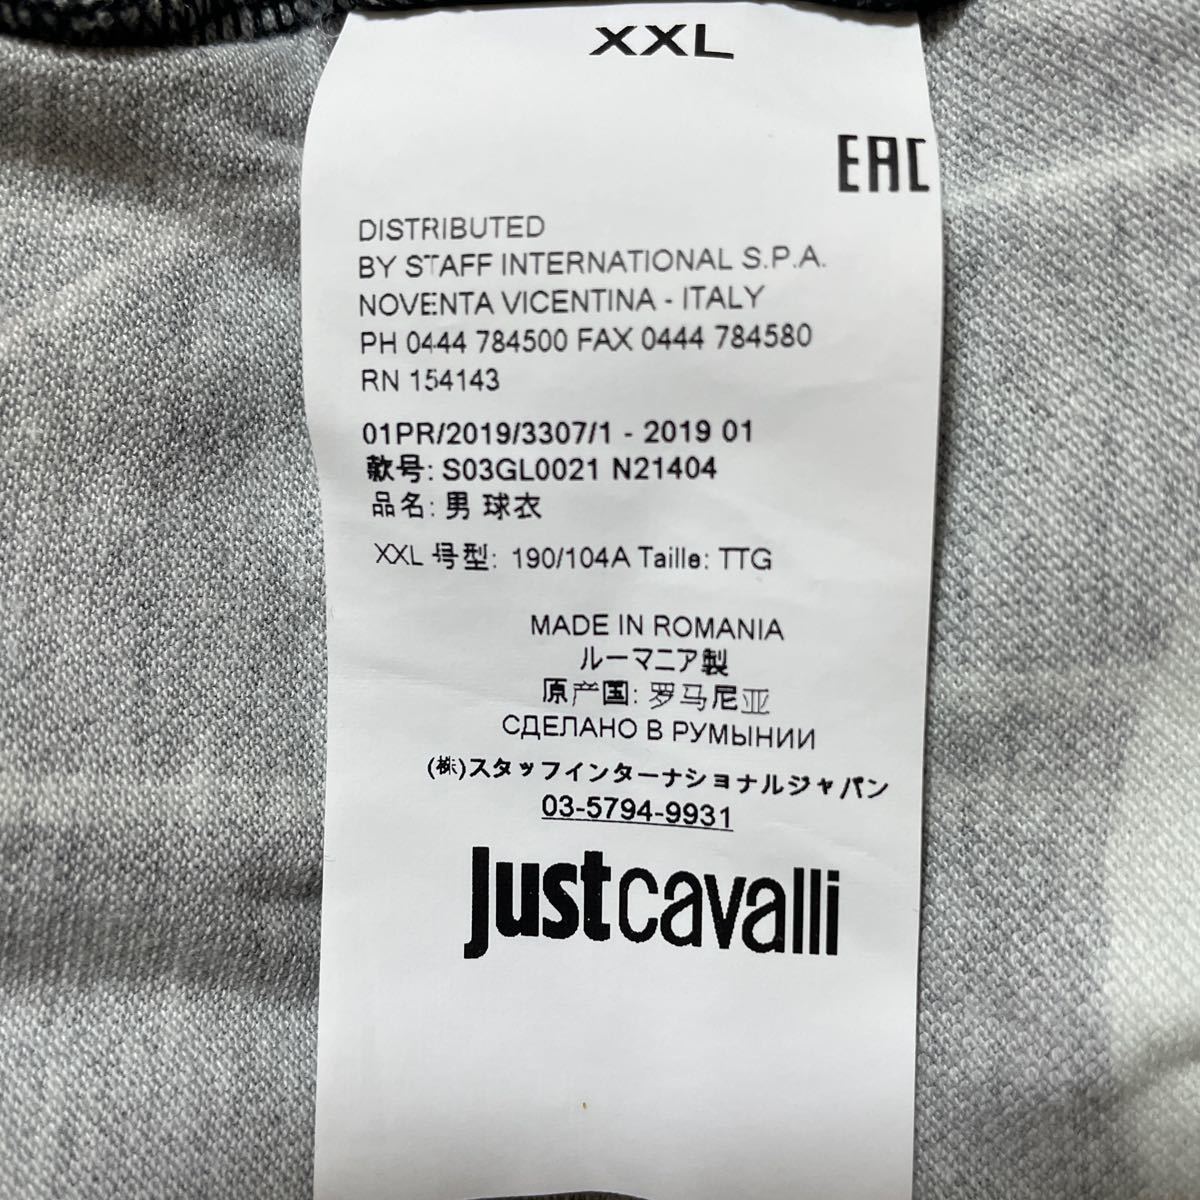 XXL
EAC
DISTRIBUTED
BY STAFF INTERNATIONAL S.P.A.
NOVENTA VICENTINA - ITALY
PH 0444 784500 FAX 0444 784580
RN 154143
01PR/2019/3307/1 - 2019 01
款号: S03GL0021 N21404
品名: 男 球衣
XXL 号型: 190/104A Taille: TTG
MADE IN ROMANIA
ルーマニア製
原产国: 罗马尼亚
СДЕЛАНО В РУМЫНИИ
(株)スタッフインターナショナルジャパン
03-5794-9931
justcavalli